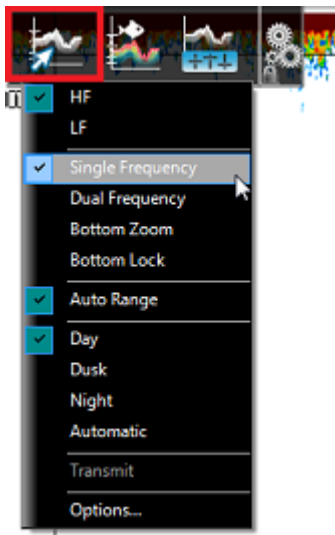 HF
LF
Single Frequency
Dual Frequency
Bottom Zoom
Bottom Lock
Auto Range
Day
Dusk
Night
Automatic
Transmit
Options...